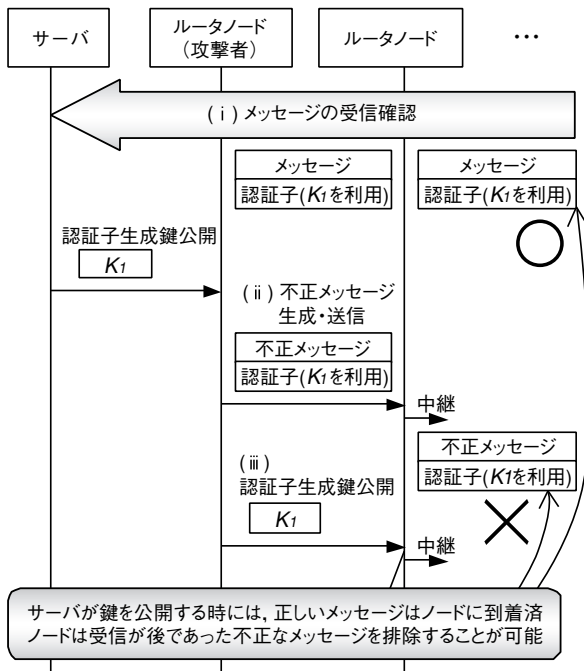 サーバ
ルータノード
(攻撃者)
ルータノード
…
(ⅰ)メッセージの受信確認
メッセージ
認証子(K1を利用)
メッセージ
認証子(K1を利用)
認証子生成鍵公開
K1
(ⅱ) 不正メッセージ
生成・送信
不正メッセージ
認証子(K1を利用)
中継
不正メッセージ
認証子(K1を利用)
(ⅲ)
認証子生成鍵公開
K1
中継
サーバが鍵を公開する時には, 正しいメッセージはノードに到着済
ノードは受信が後であった不正なメッセージを排除することが可能